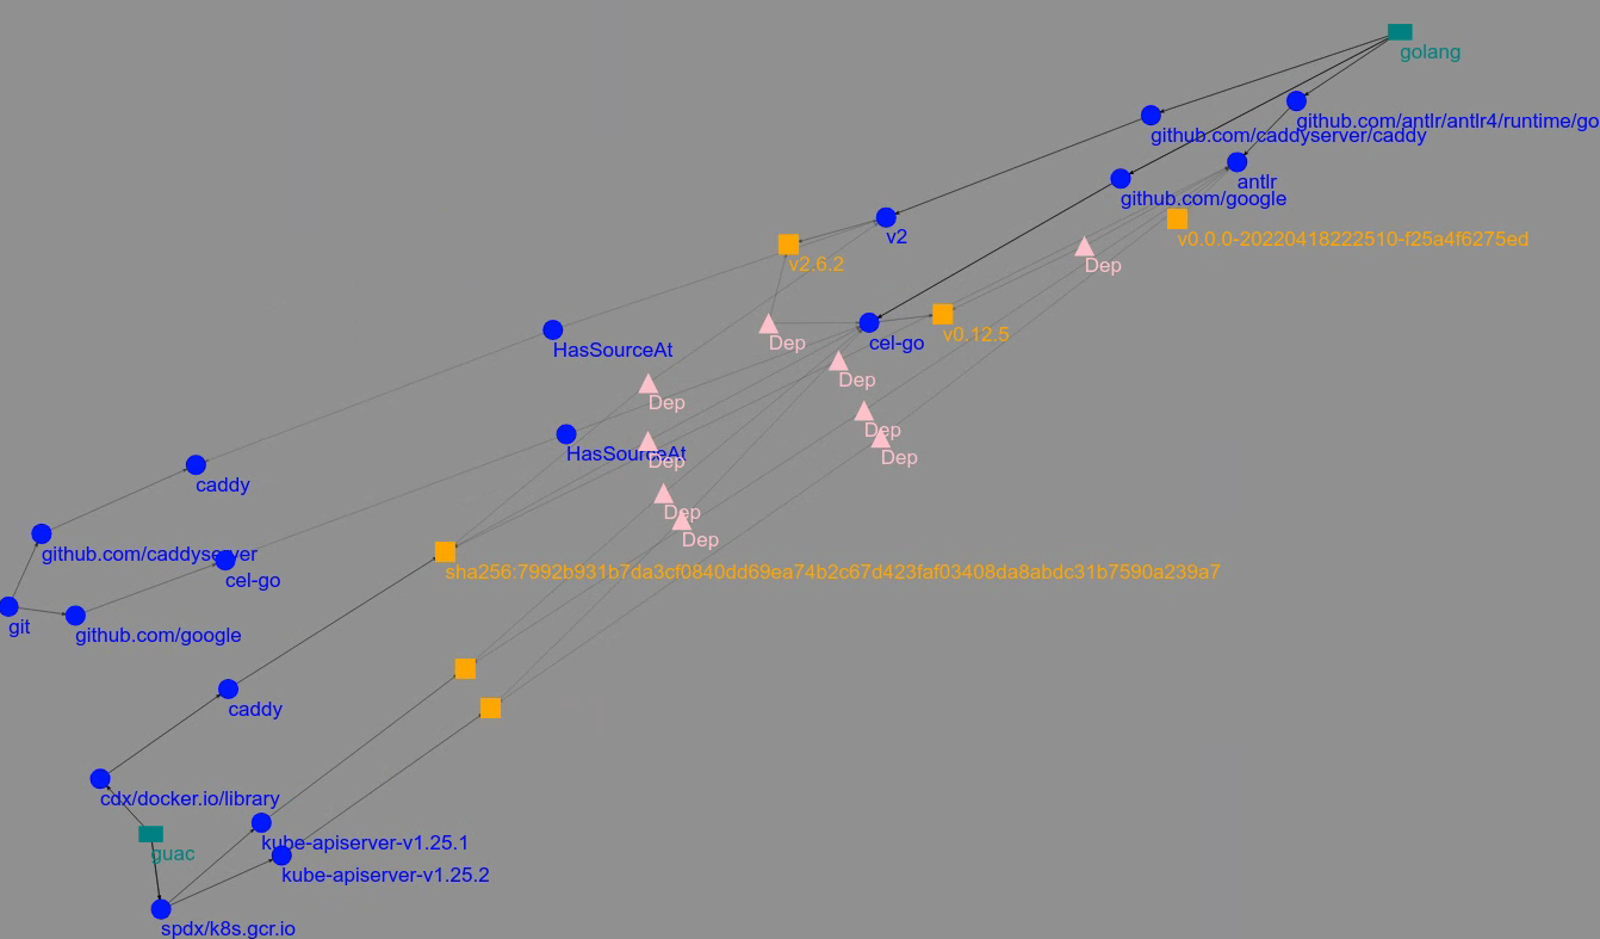 golang
github.com/antlr/antlr4/runtime/go
github.com/caddyserver/caddy
antlr
github.com/google
v2
v0.0.0-20220418222510-f25a4f6275ed
v2.6.2
Dep
v0.12.5
Dep
cel-go
HasSourceAt
Dep
Dep
Dep
HasSourceAt
Dep
Dep
caddy
Dep
Dep
github.com/caddyserver
sha256:7992b931b7da3cf0840dd69ea74b2c67d423faf03408da8abdc31b7590a239a7
cel-go
git
github.com/google
caddy
cdx/docker.io/library
kube-apiserver-v1.25.1
guac
kube-apiserver-v1.25.2
spdx/k8s.gcr.io